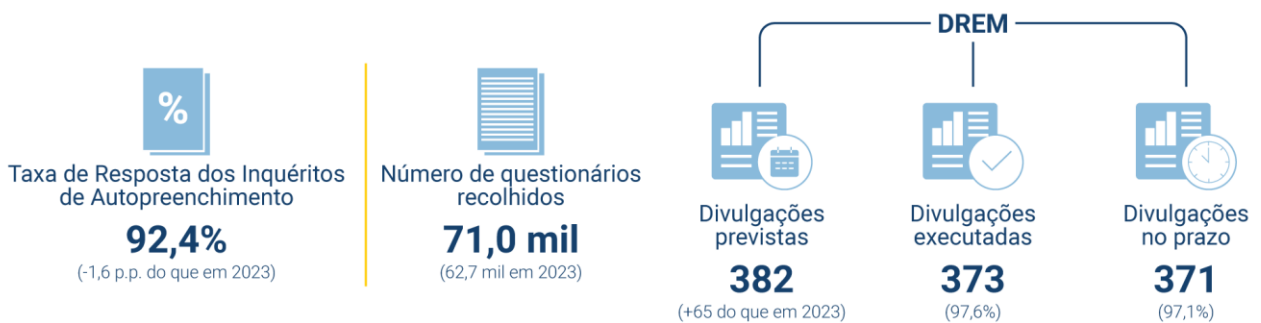 %
Taxa de Resposta dos Inquéritos
de Autopreenchimento
92,4%
(-1,6 p.p. do que em 2023)
Número de questionários
recolhidos
71,0 mil
(62,7 mil em 2023)
DREM
Divulgações
previstas
382
(+65 do que em 2023)
Divulgações
executadas
373
(97,6%)
Divulgações
no prazo
371
(97,1%)